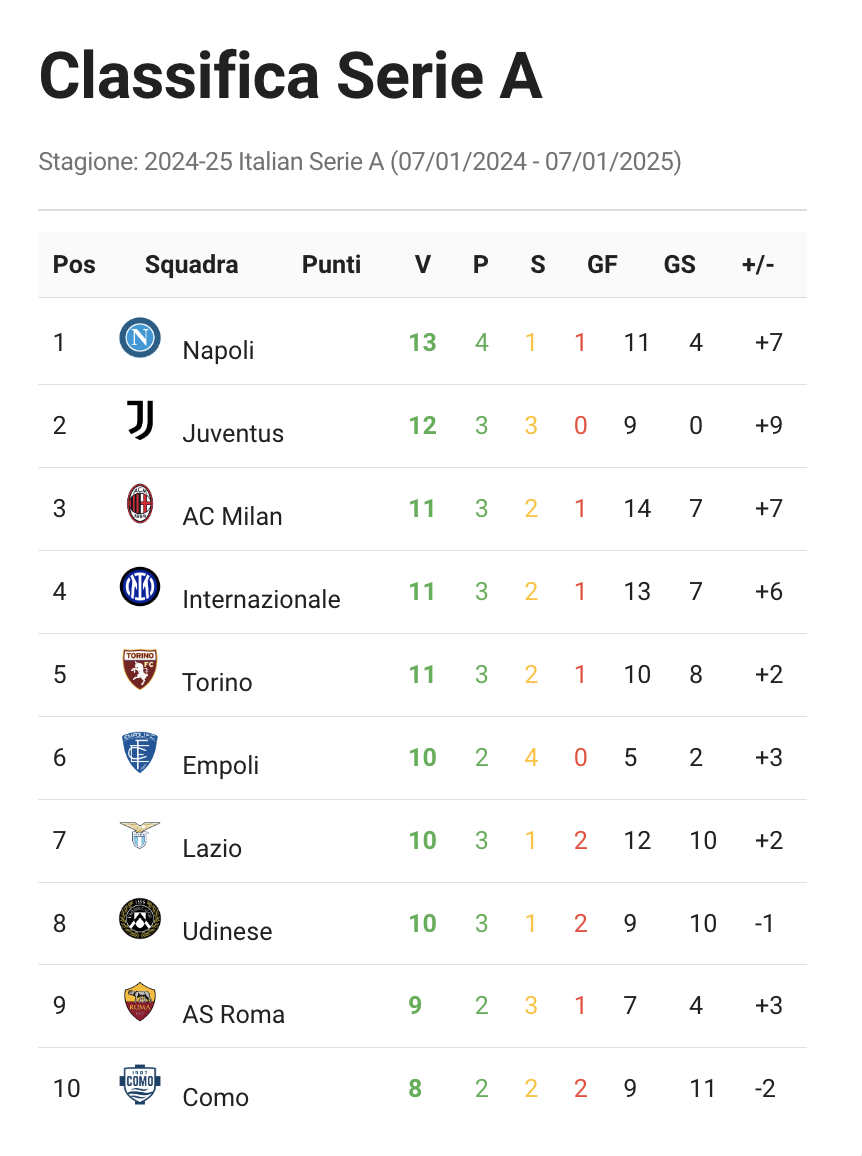 Classifica Serie A
Stagione: 2024-25 Italian Serie A (07/01/2024 - 07/01/2025)
Pos Squadra Punti V P S GF GS +/-
1 N Napoli 13 4 1 1 11 4 +7
2 Juventus 12 3 3 0 9 0 +9
3 AC Milan 11 3 2 1 14 7 +7
4 Internazionale 11 3 2 1 13 7 +6
5 TORINO FC Torino 11 3 2 1 10 8 +2
6 Empoli 10 2 4 0 5 2 +3
7 Lazio 10 3 1 2 12 10 +2
8 Udinese 10 3 1 2 9 10 -1
9 ROMA AS Roma 9 2 3 1 7 4 +3
10 1907 COMO Como 8 2 2 2 9 11 -2